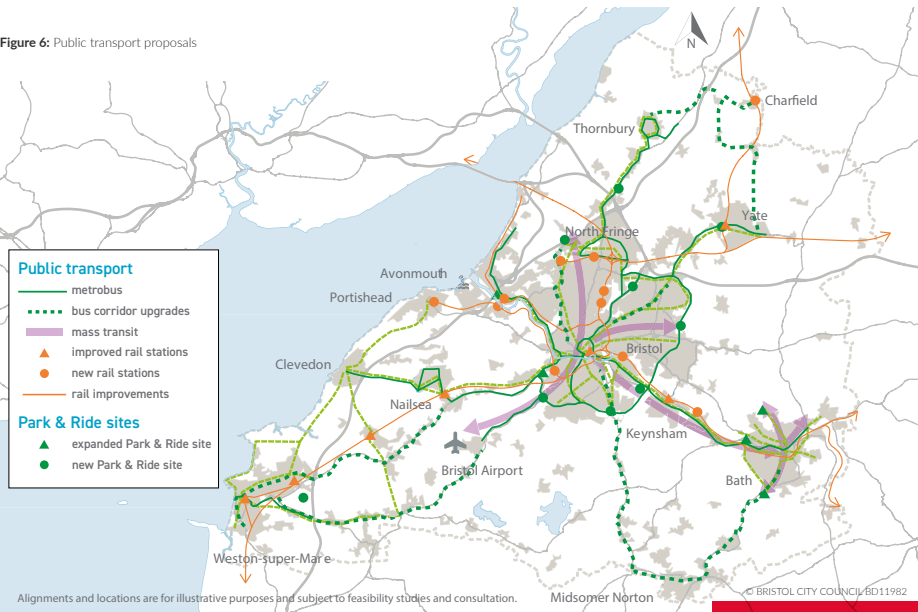 Figure 6: Public transport proposals
N
Charfield
Thornbury
Yate
North Fringe
Avonmouth
Portishead
Bristol
Clevedon
Nailsea
Keynsham
Bristol Airport
Bath
Weston-super-Mare
Midsomer Norton
Public transport
metrobus
bus corridor upgrades
mass transit
improved rail stations
new rail stations
rail improvements
Park & Ride sites
expanded Park & Ride site
new Park & Ride site
Alignments and locations are for illustrative purposes and subject to feasibility studies and consultation.
© BRISTOL CITY COUNCIL BD11982